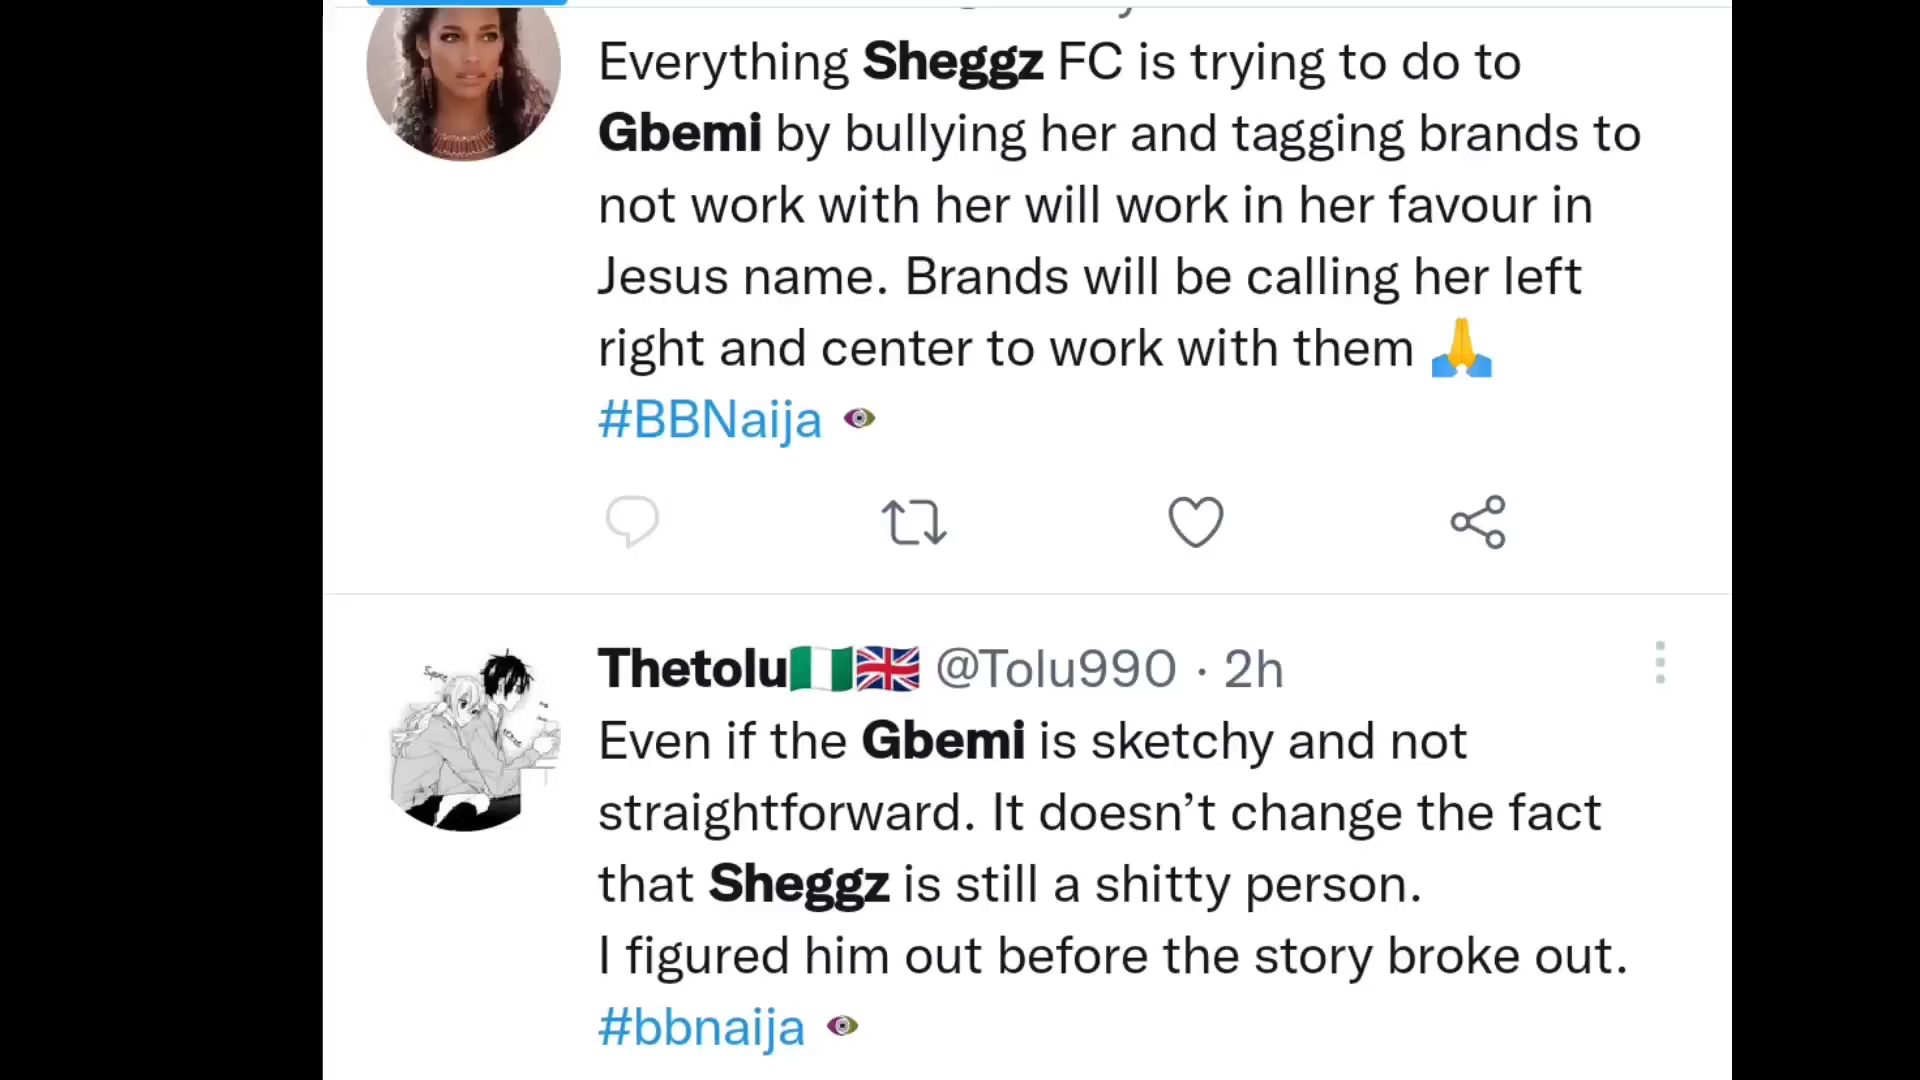 Everything Sheggz FC is trying to do to
Gbemi by bullying her and tagging brands to
not work with her will work in her favour in
Jesus name. Brands will be calling her left
right and center to work with them 🙏
#BBNaija
Thetolu🇳🇬🇬🇧 @Tolu990 · 2h
Even if the Gbemi is sketchy and not
straightforward. It doesn’t change the fact
that Sheggz is still a shitty person.
I figured him out before the story broke out.
#bbnaija